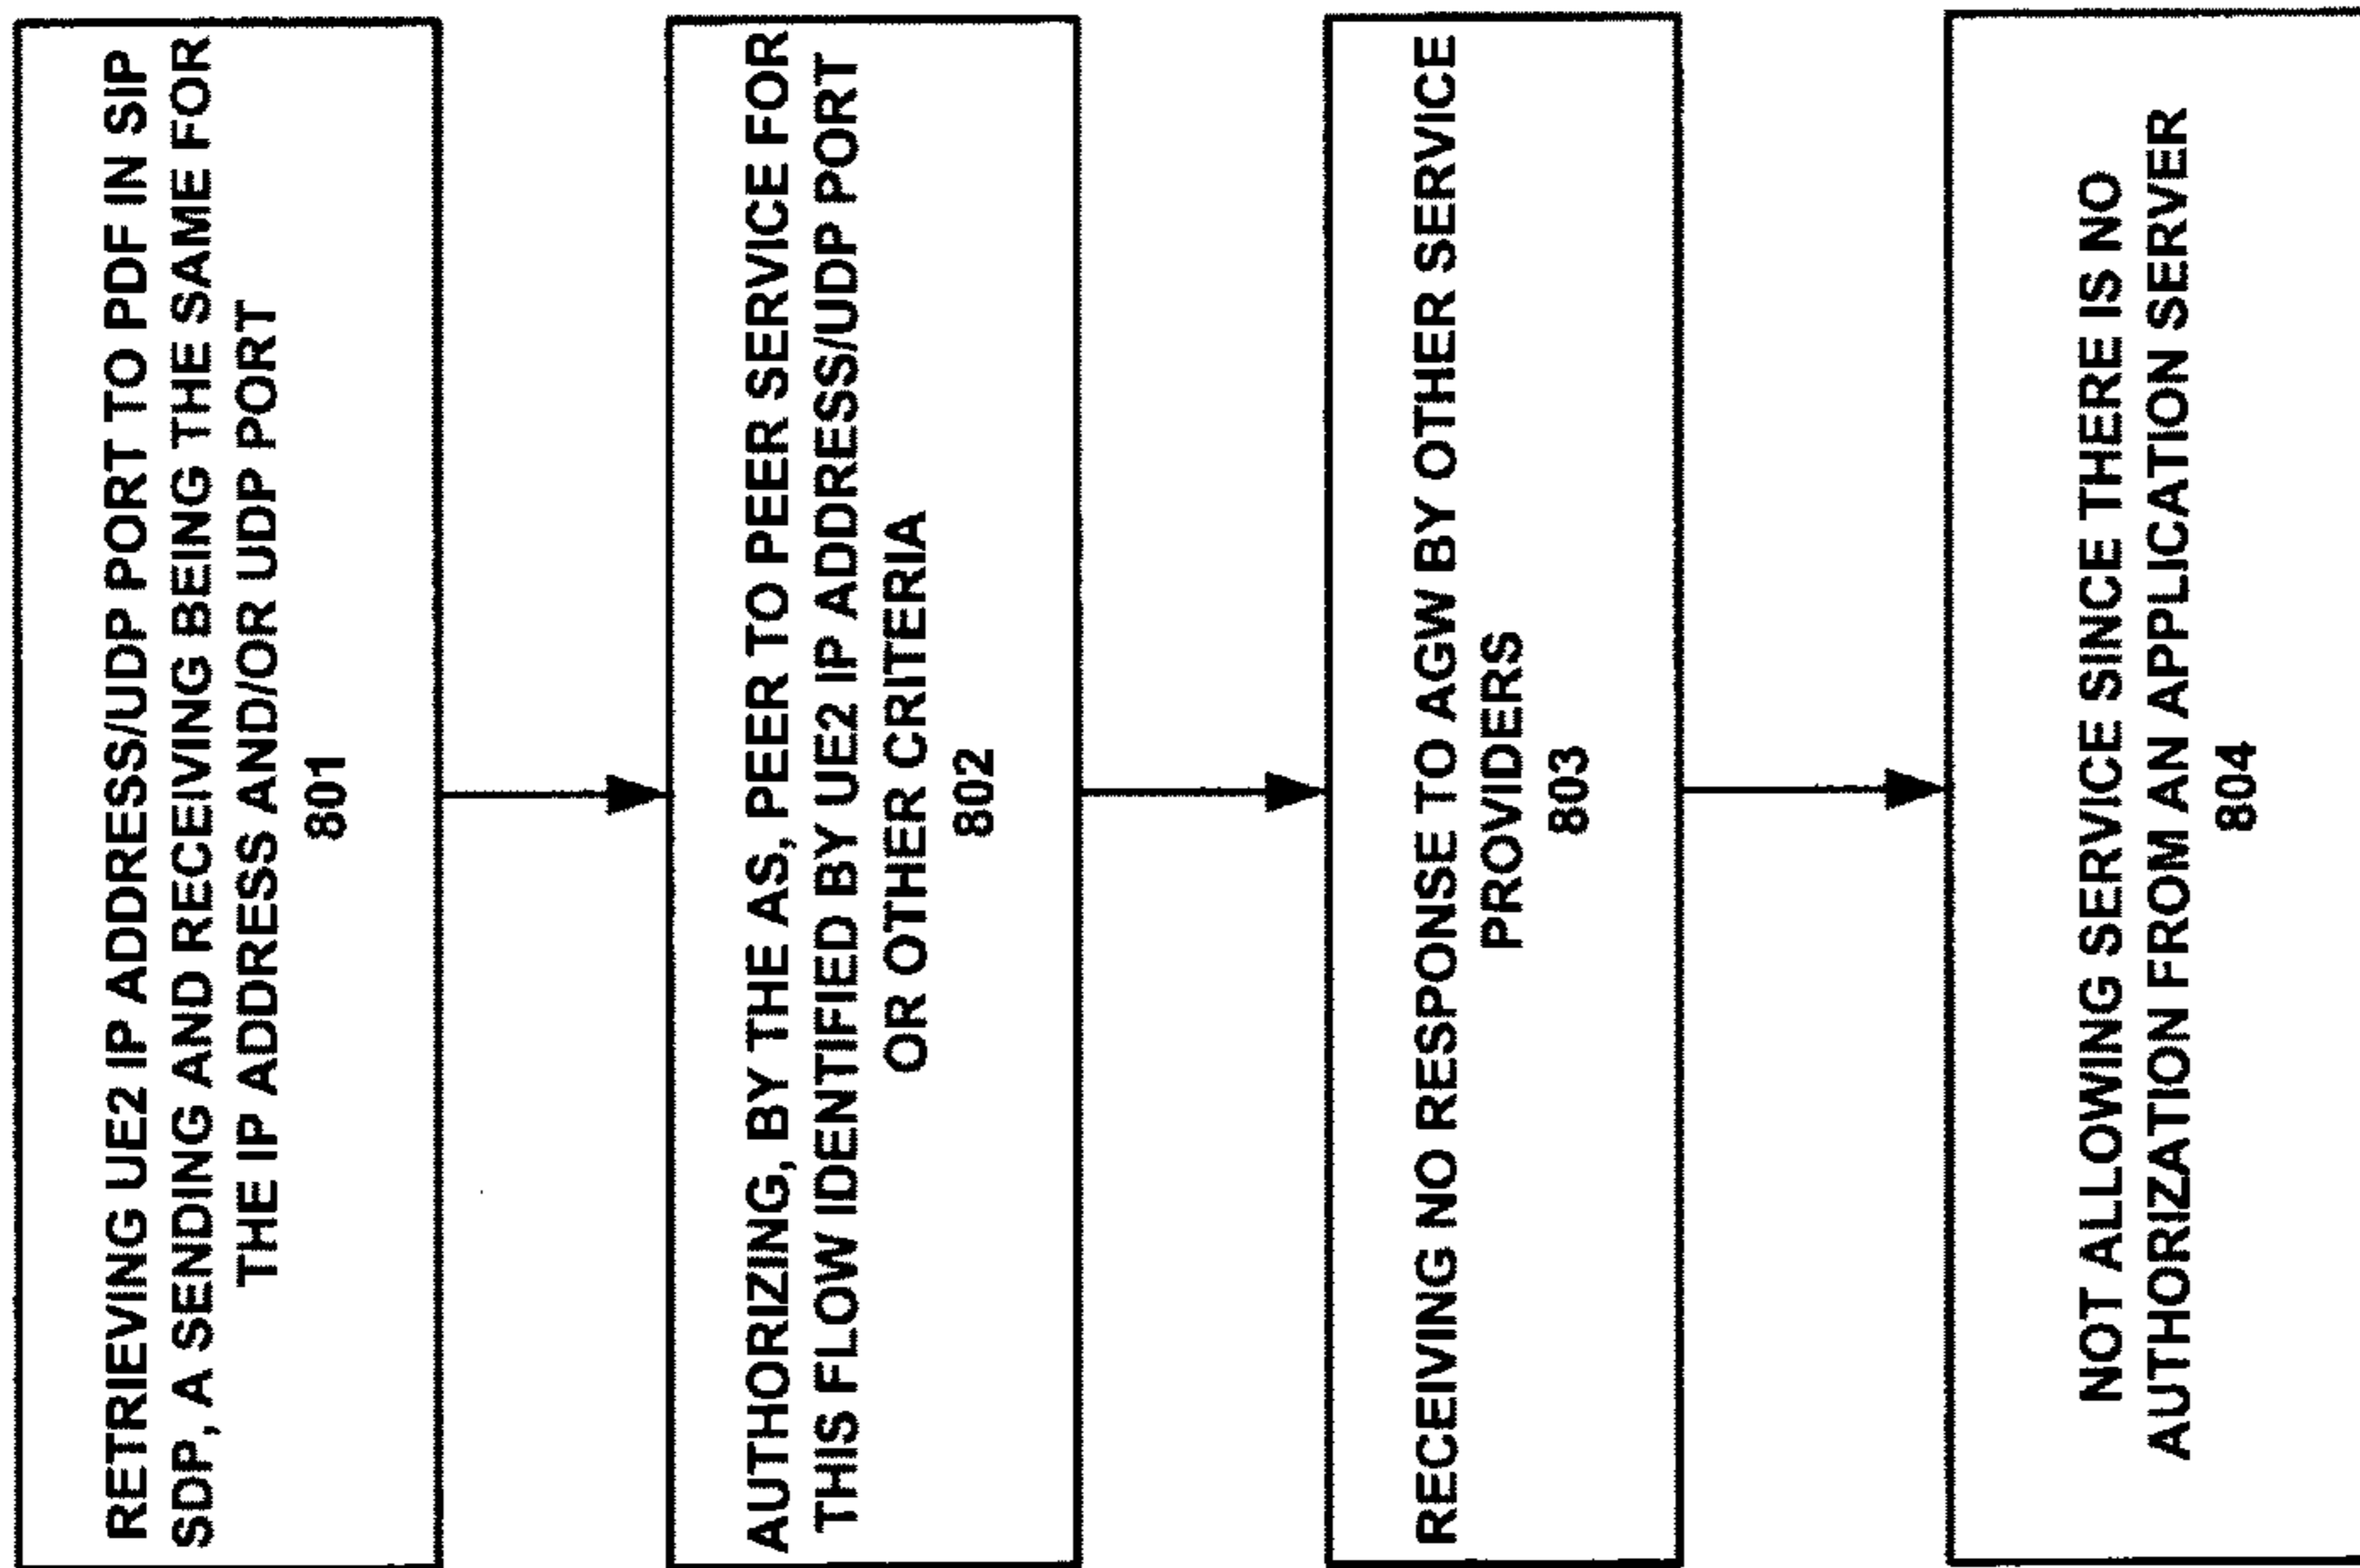 RETRIEVING UE2 IP ADDRESS/UDP PORT TO PDF IN SIP
SDP, A SENDING AND RECEIVING BEING THE SAME FOR
THE IP ADDRESS AND/OR UDP PORT
801
AUTHORIZING, BY THE AS, PEER TO PEER SERVICE FOR
THIS FLOW IDENTIFIED BY UE2 IP ADDRESS/UDP PORT
OR OTHER CRITERIA
802
RECEIVING NO RESPONSE TO AGW BY OTHER SERVICE
PROVIDERS
803
NOT ALLOWING SERVICE SINCE THERE IS NO
AUTHORIZATION FROM AN APPLICATION SERVER
804